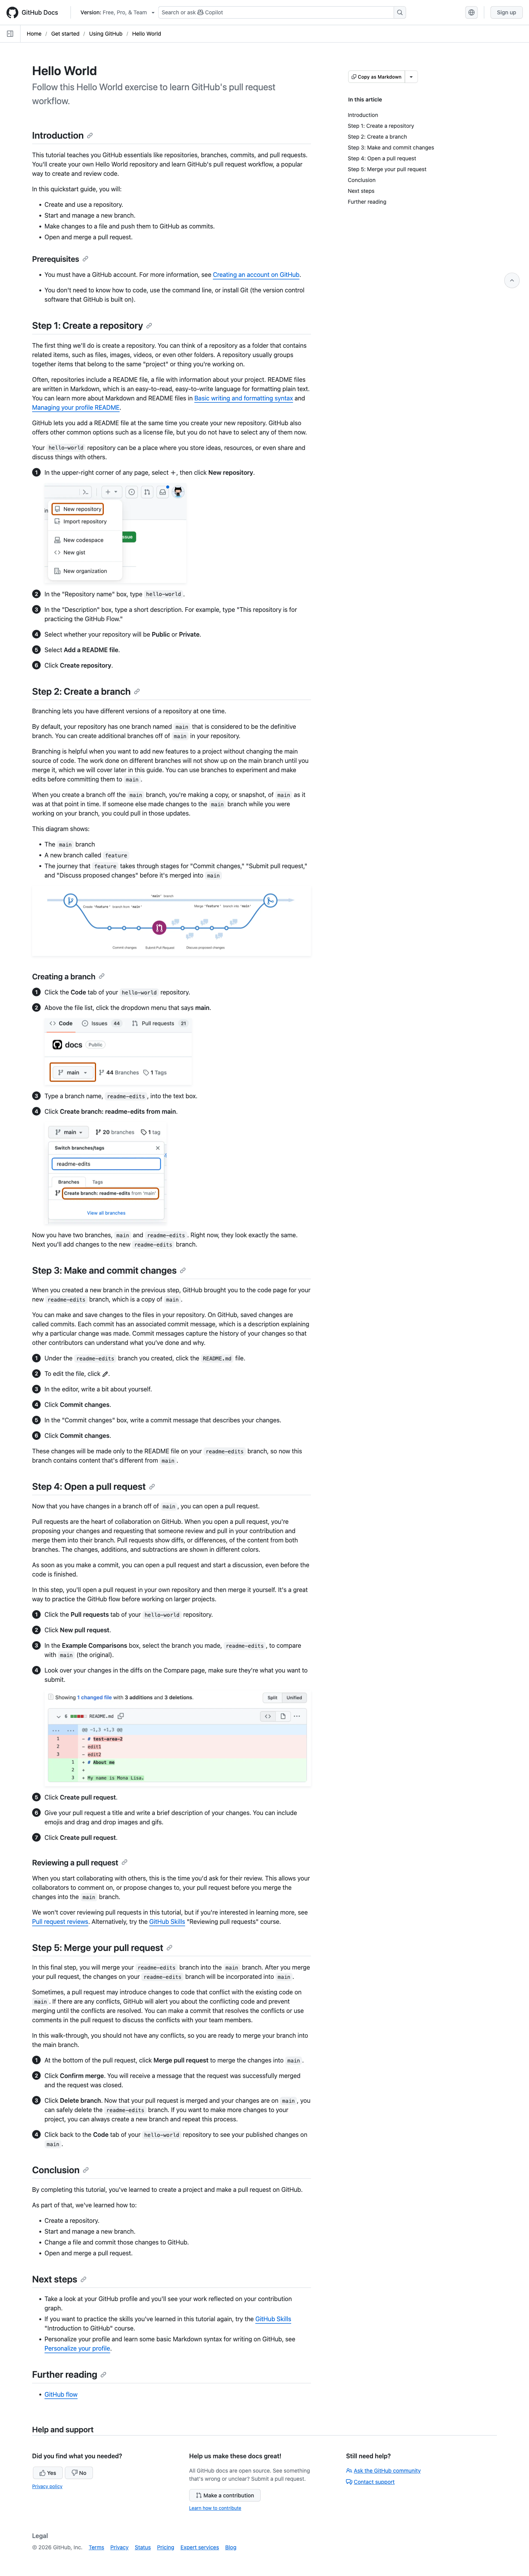 GitHub Docs
Version: Free, Pro, & Team
Search or ask Copilot
Sign up
Home / Get started / Using GitHub / Hello World
Hello World
Follow this Hello World exercise to learn GitHub's pull request
workflow.
Copy as Markdown
In this article
Introduction
Step 1: Create a repository
Step 2: Create a branch
Step 3: Make and commit changes
Step 4: Open a pull request
Step 5: Merge your pull request
Conclusion
Next steps
Further reading
Introduction
This tutorial teaches you GitHub essentials like repositories, branches, commits, and pull requests.
You'll create your own Hello World repository and learn GitHub's pull request workflow, a popular
way to create and review code.
In this quickstart guide, you will:
• Create and use a repository.
• Start and manage a new branch.
• Make changes to a file and push them to GitHub as commits.
• Open and merge a pull request.
Prerequisites
• You must have a GitHub account. For more information, see Creating an account on GitHub.
• You don't need to know how to code, use the command line, or install Git (the version control
software that GitHub is built on).
Step 1: Create a repository
The first thing we'll do is create a repository. You can think of a repository as a folder that contains
related items, such as files, images, videos, or even other folders. A repository usually groups
together items that belong to the same "project" or thing you're working on.
Often, repositories include a README file, a file with information about your project. README files
are written in Markdown, which is an easy-to-read, easy-to-write language for formatting plain text.
You can learn more about Markdown and README files in Basic writing and formatting syntax and
Managing your profile README.
GitHub lets you add a README file at the same time you create your new repository. GitHub also
offers other common options such as a license file, but you do not have to select any of them now.
Your hello-world repository can be a place where you store ideas, resources, or even share and
discuss things with others.
1 In the upper-right corner of any page, select +, then click New repository.
New repository
Import repository
New codespace
New gist
New organization
2 In the "Repository name" box, type hello-world.
3 In the "Description" box, type a short description. For example, type "This repository is for
practicing the GitHub Flow."
4 Select whether your repository will be Public or Private.
5 Select Add a README file.
6 Click Create repository.
Step 2: Create a branch
Branching lets you have different versions of a repository at one time.
By default, your repository has one branch named main that is considered to be the definitive
branch. You can create additional branches off of main in your repository.
Branching is helpful when you want to add new features to a project without changing the main
source of code. The work done on different branches will not show up on the main branch until you
merge it, which we will cover later in this guide. You can use branches to experiment and make
edits before committing them to main.
When you create a branch off the main branch, you're making a copy, or snapshot, of main as it
was at that point in time. If someone else made changes to the main branch while you were
working on your branch, you could pull in those updates.
This diagram shows:
• The main branch
• A new branch called feature
• The journey that feature takes through stages for "Commit changes," "Submit pull request,"
and "Discuss proposed changes" before it's merged into main
"main" branch
Create "feature" branch from "main"
Merge "feature" branch into "main"
Commit changes
Submit Pull Request
Discuss proposed changes
Creating a branch
1 Click the Code tab of your hello-world repository.
2 Above the file list, click the dropdown menu that says main.
Code Issues 44 Pull requests 21
docs Public
main 44 Branches 1 Tags
3 Type a branch name, readme-edits, into the text box.
4 Click Create branch: readme-edits from main.
main 20 branches 1 tag
Switch branches/tags
readme-edits
Branches Tags
Create branch: readme-edits from 'main'
View all branches
Now you have two branches, main and readme-edits. Right now, they look exactly the same.
Next you'll add changes to the new readme-edits branch.
Step 3: Make and commit changes
When you created a new branch in the previous step, GitHub brought you to the code page for your
new readme-edits branch, which is a copy of main.
You can make and save changes to the files in your repository. On GitHub, saved changes are
called commits. Each commit has an associated commit message, which is a description explaining
why a particular change was made. Commit messages capture the history of your changes so that
other contributors can understand what you've done and why.
1 Under the readme-edits branch you created, click the README.md file.
2 To edit the file, click .
3 In the editor, write a bit about yourself.
4 Click Commit changes.
5 In the "Commit changes" box, write a commit message that describes your changes.
6 Click Commit changes.
These changes will be made only to the README file on your readme-edits branch, so now this
branch contains content that's different from main.
Step 4: Open a pull request
Now that you have changes in a branch off of main, you can open a pull request.
Pull requests are the heart of collaboration on GitHub. When you open a pull request, you're
proposing your changes and requesting that someone review and pull in your contribution and
merge them into their branch. Pull requests show diffs, or differences, of the content from both
branches. The changes, additions, and subtractions are shown in different colors.
As soon as you make a commit, you can open a pull request and start a discussion, even before the
code is finished.
In this step, you'll open a pull request in your own repository and then merge it yourself. It's a great
way to practice the GitHub flow before working on larger projects.
1 Click the Pull requests tab of your hello-world repository.
2 Click New pull request.
3 In the Example Comparisons box, select the branch you made, readme-edits, to compare
with main (the original).
4 Look over your changes in the diffs on the Compare page, make sure they're what you want to
submit.
Showing 1 changed file with 3 additions and 3 deletions.
Split Unified
6 README.md
@@ -1,3 +1,3 @@
1 - # test-area-2
2 - edit1
3 - edit2
1 + # About me
2 +
3 + My name is Mona Lisa.
5 Click Create pull request.
6 Give your pull request a title and write a brief description of your changes. You can include
emojis and drag and drop images and gifs.
7 Click Create pull request.
Reviewing a pull request
When you start collaborating with others, this is the time you'd ask for their review. This allows your
collaborators to comment on, or propose changes to, your pull request before you merge the
changes into the main branch.
We won't cover reviewing pull requests in this tutorial, but if you're interested in learning more, see
Pull request reviews. Alternatively, try the GitHub Skills "Reviewing pull requests" course.
Step 5: Merge your pull request
In this final step, you will merge your readme-edits branch into the main branch. After you merge
your pull request, the changes on your readme-edits branch will be incorporated into main.
Sometimes, a pull request may introduce changes to code that conflict with the existing code on
main. If there are any conflicts, GitHub will alert you about the conflicting code and prevent
merging until the conflicts are resolved. You can make a commit that resolves the conflicts or use
comments in the pull request to discuss the conflicts with your team members.
In this walk-through, you should not have any conflicts, so you are ready to merge your branch into
the main branch.
1 At the bottom of the pull request, click Merge pull request to merge the changes into main.
2 Click Confirm merge. You will receive a message that the request was successfully merged
and the request was closed.
3 Click Delete branch. Now that your pull request is merged and your changes are on main, you
can safely delete the readme-edits branch. If you want to make more changes to your
project, you can always create a new branch and repeat this process.
4 Click back to the Code tab of your hello-world repository to see your published changes on
main.
Conclusion
By completing this tutorial, you've learned to create a project and make a pull request on GitHub.
As part of that, we've learned how to:
• Create a repository.
• Start and manage a new branch.
• Change a file and commit those changes to GitHub.
• Open and merge a pull request.
Next steps
• Take a look at your GitHub profile and you'll see your work reflected on your contribution
graph.
• If you want to practice the skills you've learned in this tutorial again, try the GitHub Skills
"Introduction to GitHub" course.
• Personalize your profile and learn some basic Markdown syntax for writing on GitHub, see
Personalize your profile.
Further reading
• GitHub flow
Help and support
Did you find what you needed?
Yes No
Privacy policy
Help us make these docs great!
All GitHub docs are open source. See something
that's wrong or unclear? Submit a pull request.
Make a contribution
Learn how to contribute
Still need help?
Ask the GitHub community
Contact support
Legal
© 2026 GitHub, Inc. Terms Privacy Status Pricing Expert services Blog